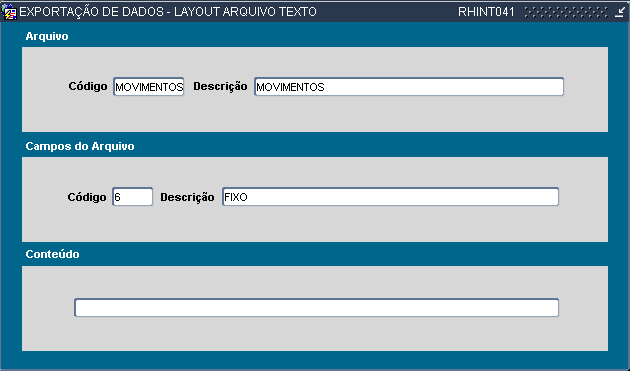 EXPORTAÇÃO DE DADOS - LAYOUT ARQUIVO TEXTO RHINT041
Arquivo
Código MOVIMENTOS Descrição MOVIMENTOS
Campos do Arquivo
Código 6 Descrição FIXO
Conteúdo